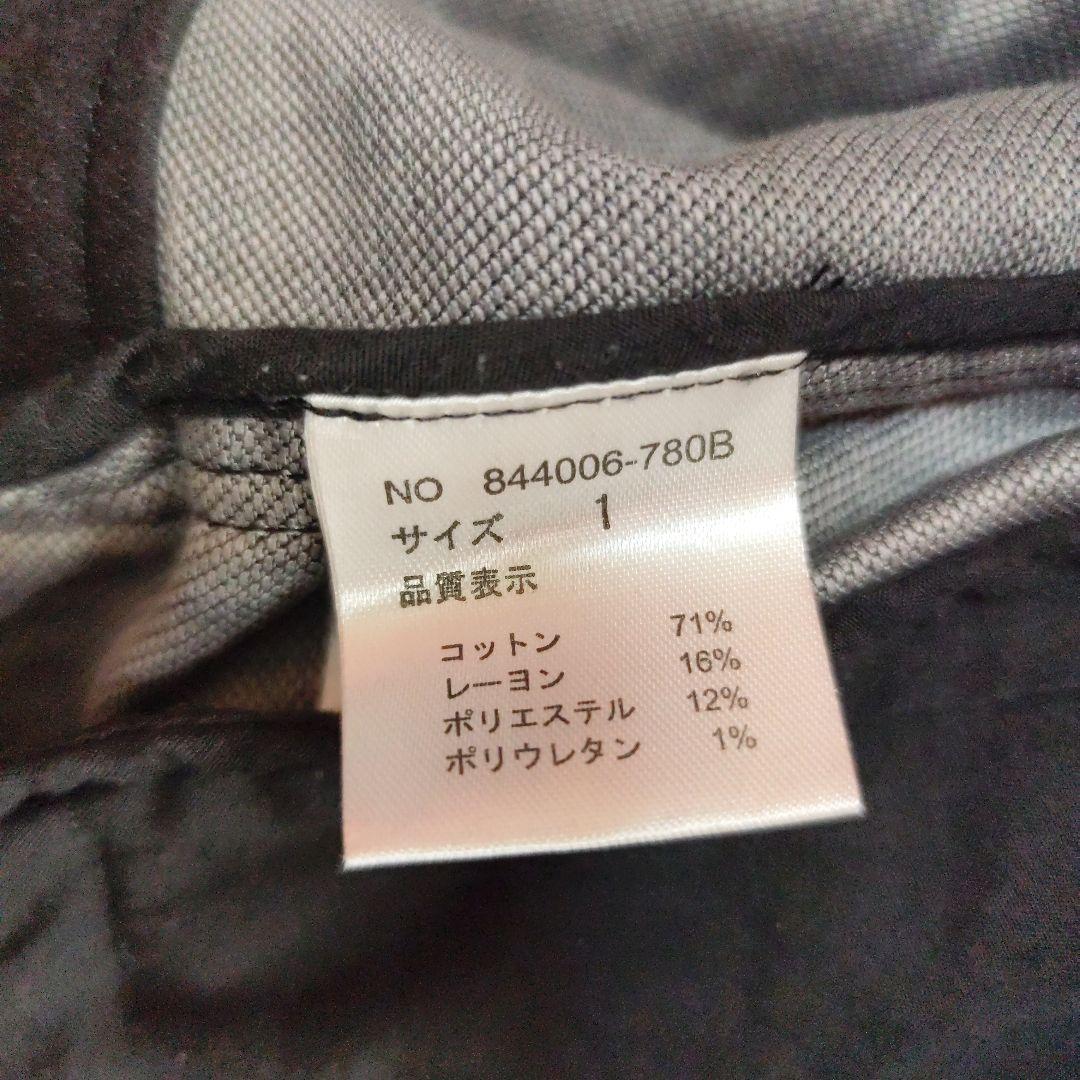 NO 844006-780B
サイズ 1
品質表示
コットン 71%
レーヨン 16%
ポリエステル 12%
ポリウレタン 1%